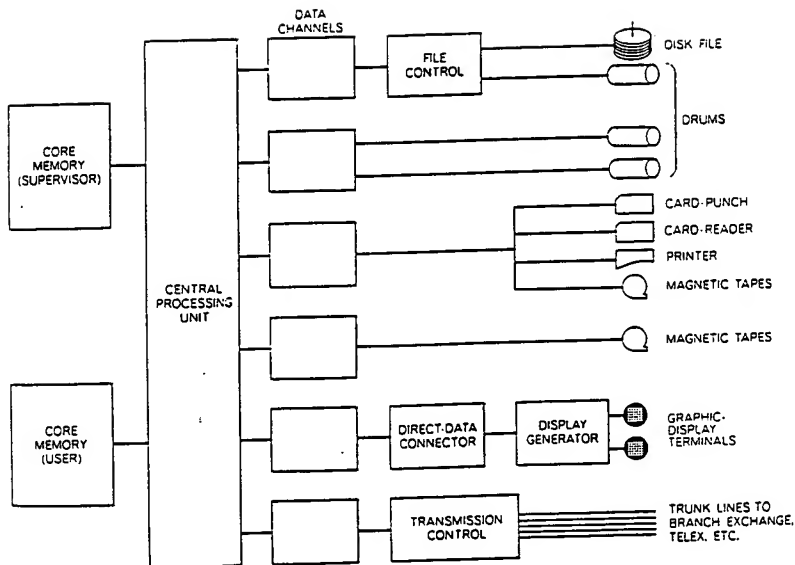 DATA
CHANNELS
FILE
CONTROL
DISK FILE
DRUMS
CORE
MEMORY
(SUPERVISOR)
CARD-PUNCH
CARD-READER
PRINTER
MAGNETIC TAPES
CENTRAL
PROCESSING
UNIT
MAGNETIC TAPES
CORE
MEMORY
(USER)
DIRECT-DATA
CONNECTOR
DISPLAY
GENERATOR
GRAPHIC-
DISPLAY
TERMINALS
TRANSMISSION
CONTROL
TRUNK LINES TO
BRANCH EXCHANGE,
TELEX, ETC.